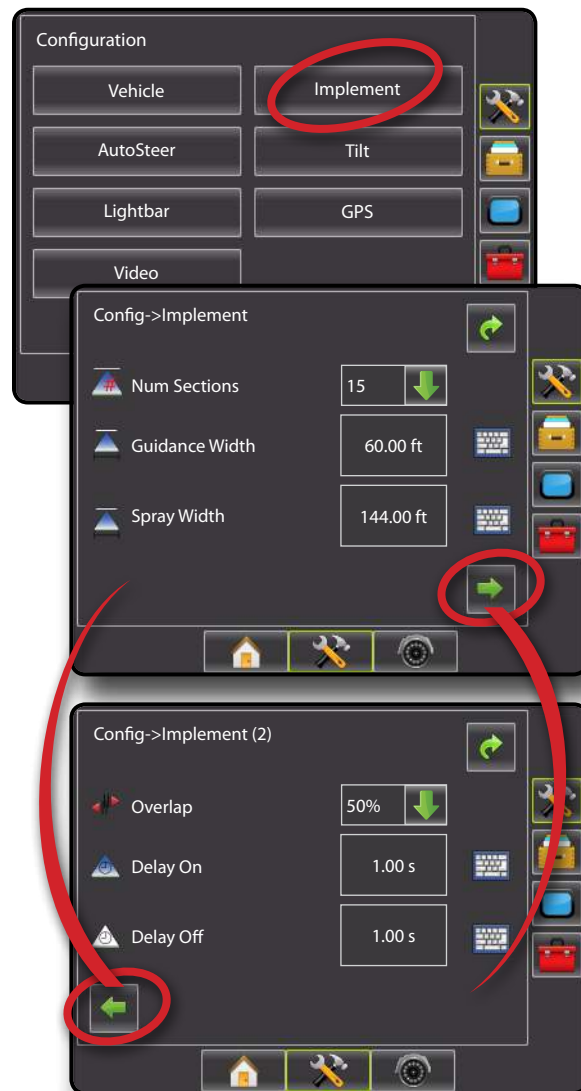 Configuration
Vehicle
Implement
AutoSteer
Tilt
Lightbar
GPS
Video
Config->Implement
Num Sections
15
Guidance Width
60.00 ft
Spray Width
144.00 ft
Config->Implement (2)
Overlap
50%
Delay On
1.00 s
Delay Off
1.00 s